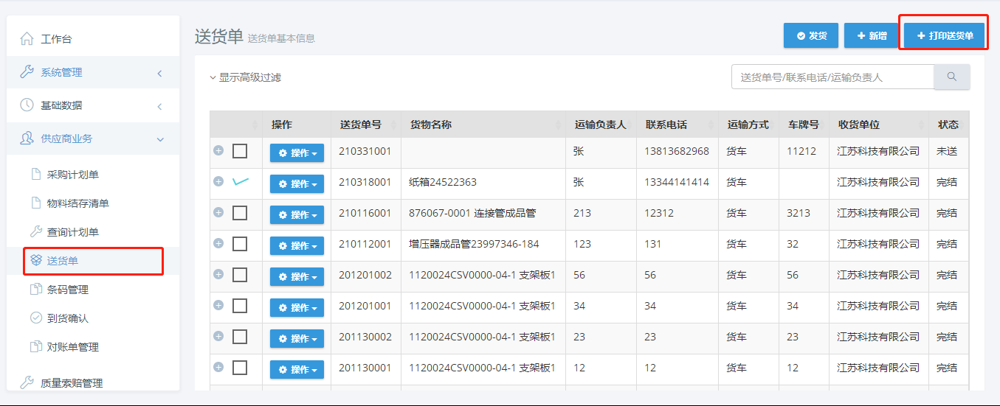 工作台
系统管理
基础数据
供应商业务
采购计划单
物料结存清单
查询计划单
送货单
条码管理
到货确认
对账单管理
质量索赔管理
送货单 送货单基本信息
发货 新增 打印送货单
显示高级过滤
送货单号/联系电话/运输负责人
操作 送货单号 货物名称 运输负责人 联系电话 运输方式 车牌号 收货单位 状态
操作 210331001 张 13813682968 货车 11212 江苏科技有限公司 未送
操作 210318001 纸箱24522363 张 13344141414 货车 江苏科技有限公司 完结
操作 210116001 876067-0001 连接管成品管 213 12312 货车 3213 江苏科技有限公司 完结
操作 210112001 增压器成品管23997346-184 123 131 货车 32 江苏科技有限公司 完结
操作 201201002 1120024CSV0000-04-1 支架板1 56 56 货车 56 江苏科技有限公司 完结
操作 201201001 1120024CSV0000-04-1 支架板1 34 34 货车 34 江苏科技有限公司 完结
操作 201130002 1120024CSV0000-04-1 支架板1 23 23 货车 23 江苏科技有限公司 完结
操作 201130001 1120024CSV0000-04-1 支架板1 12 12 货车 12 江苏科技有限公司 完结